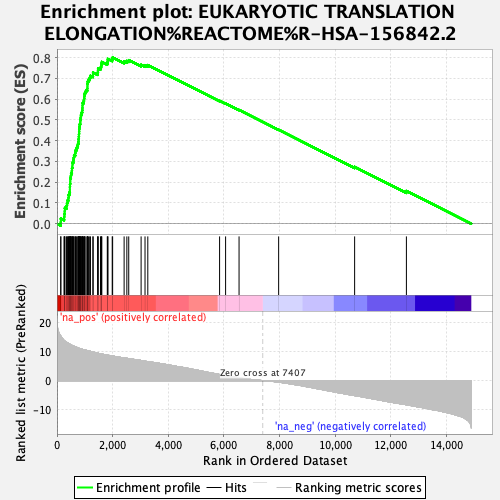 Enrichment plot: EUKARYOTIC TRANSLATION
ELONGATION%REACTOME%R-HSA-156842.2
Enrichment score (ES)
0.8
0.7
0.6
0.5
0.4
0.3
0.2
0.1
0.0
'na_pos' (positively correlated)
Ranked list metric (PreRanked)
20
10
0
-10
Zero cross at 7407
'na_neg' (negatively correlated)
0 2,000 4,000 6,000 8,000 10,000 12,000 14,000
Rank in Ordered Dataset
Enrichment profile Hits Ranking metric scores